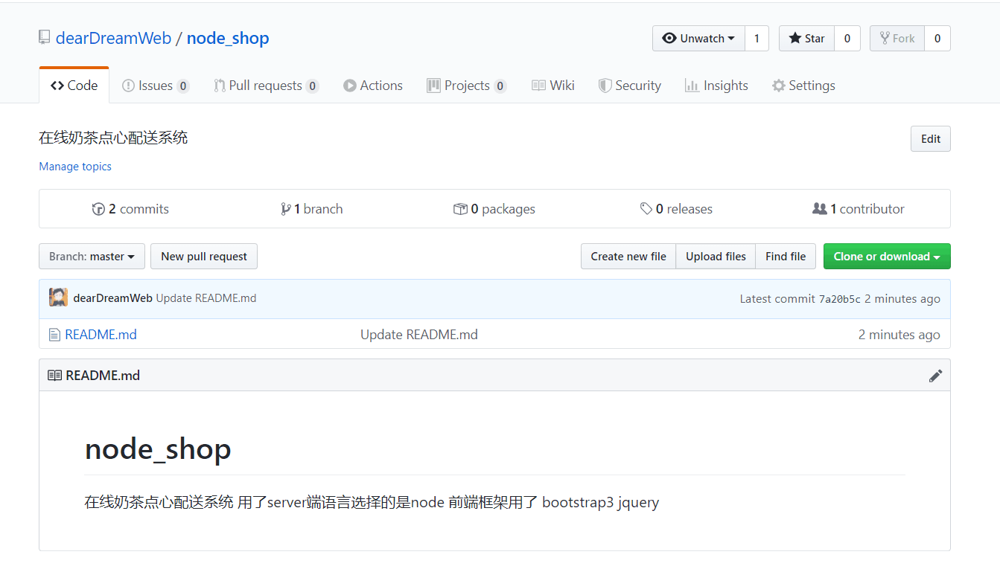 dearDreamWeb / node_shop
Unwatch 1 Star 0 Fork 0
Code Issues 0 Pull requests 0 Actions Projects 0 Wiki Security Insights Settings
在线奶茶点心配送系统 Edit
Manage topics
2 commits 1 branch 0 packages 0 releases 1 contributor
Branch: master New pull request Create new file Upload files Find file Clone or download
dearDreamWeb Update README.md Latest commit 7a20b5c 2 minutes ago
README.md Update README.md 2 minutes ago
README.md
node_shop
在线奶茶点心配送系统 用了server端语言选择的是node 前端框架用了 bootstrap3 jquery